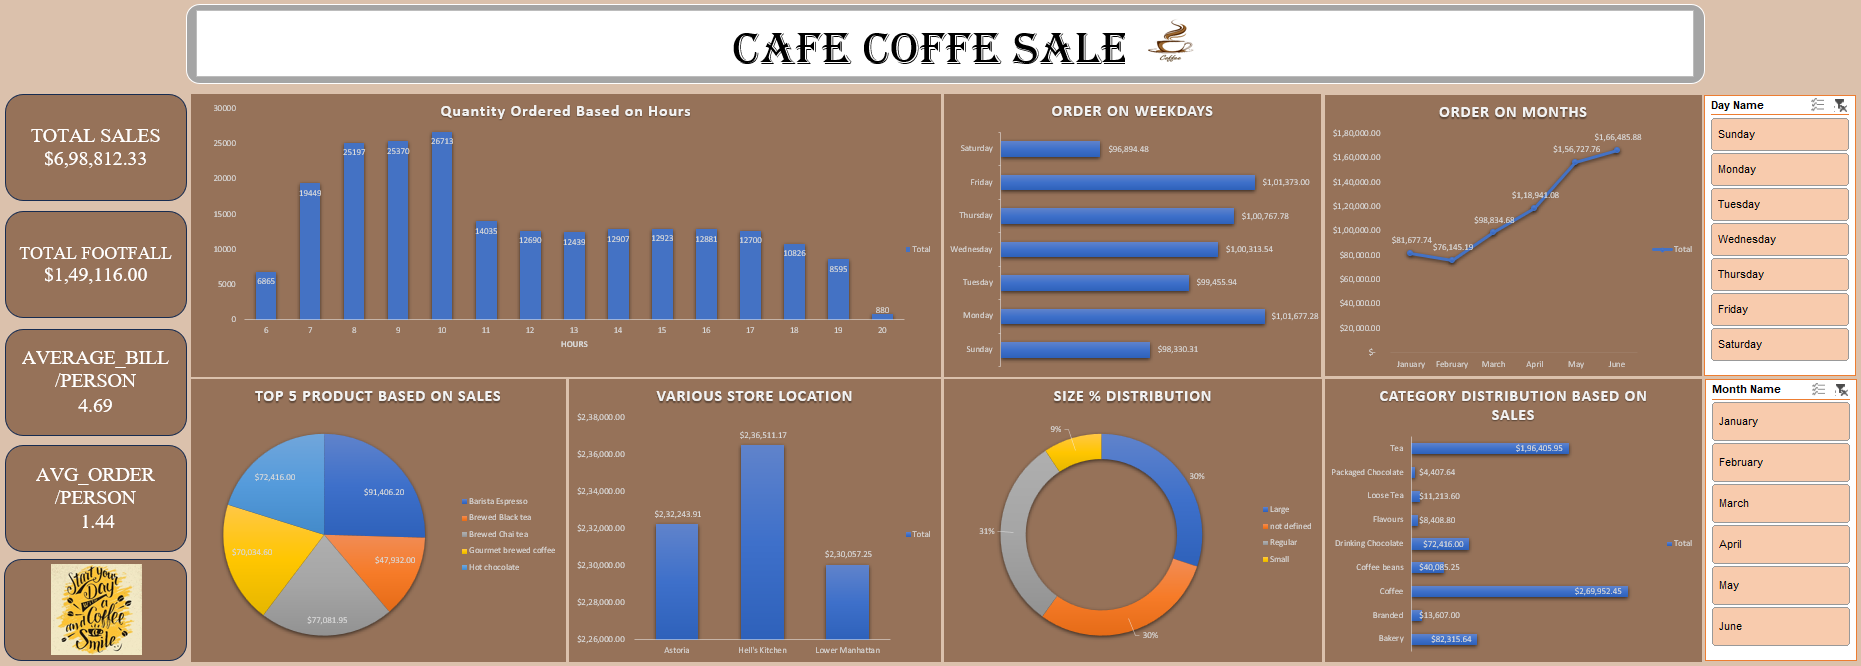 CAFE COFFE SALE
Coffee
TOTAL SALES
$6,98,812.33
TOTAL FOOTFALL
$1,49,116.00
AVERAGE_BILL
/PERSON
4.69
AVG_ORDER
/PERSON
1.44
Start your
Day
with
a
Coffee
and
Smile
Quantity Ordered Based on Hours
30000
25000
20000
15000
10000
5000
0
6865
19449
25197
25370
26713
14035
12690
12439
12907
12923
12881
12700
10826
8595
880
6 7 8 9 10 11 12 13 14 15 16 17 18 19 20
HOURS
Total
ORDER ON WEEKDAYS
Saturday $96,894.48
Friday $1,01,373.00
Thursday $1,00,767.78
Wednesday $1,00,313.54
Tuesday $99,455.94
Monday $1,01,677.28
Sunday $98,330.31
ORDER ON MONTHS
$1,80,000.00
$1,60,000.00
$1,40,000.00
$1,20,000.00
$1,00,000.00
$80,000.00
$60,000.00
$40,000.00
$20,000.00
$-
$81,677.74
$76,145.19
$98,834.68
$1,18,941.08
$1,56,727.76
$1,66,485.88
January February March April May June
Total
Day Name
Sunday
Monday
Tuesday
Wednesday
Thursday
Friday
Saturday
TOP 5 PRODUCT BASED ON SALES
$91,406.20
$47,932.00
$77,081.95
$72,416.00
Barista Espresso
Brewed Black tea
Brewed Chai tea
Gourmet brewed coffee
Hot chocolate
VARIOUS STORE LOCATION
$2,38,000.00
$2,36,000.00
$2,34,000.00
$2,32,000.00
$2,30,000.00
$2,28,000.00
$2,26,000.00
$2,32,243.91
$2,36,511.17
$2,30,057.25
Astoria Hell's Kitchen Lower Manhattan
Total
SIZE % DISTRIBUTION
9%
30%
31%
30%
Large
not defined
Regular
Small
CATEGORY DISTRIBUTION BASED ON
SALES
Tea $1,96,405.95
Packaged Chocolate $4,407.64
Loose Tea $11,213.60
Flavours $8,408.80
Drinking Chocolate $72,416.00
Coffee beans $40,085.25
Coffee $2,69,952.45
Branded $13,607.00
Bakery $82,315.64
Total
Month Name
January
February
March
April
May
June